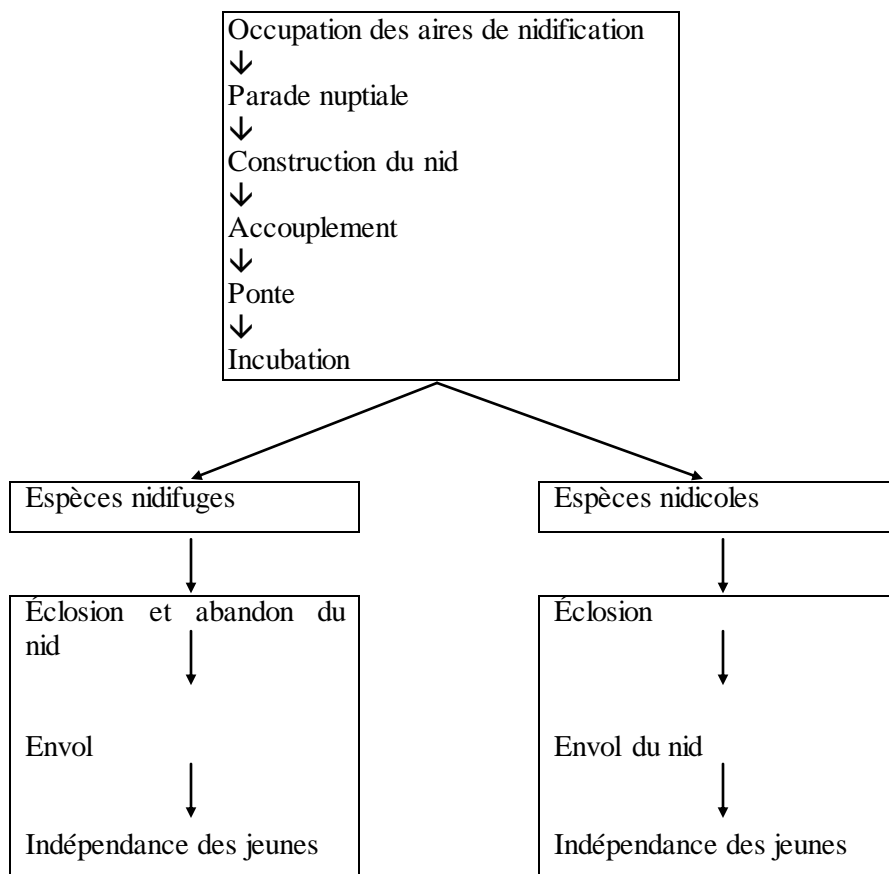 Occupation des aires de nidification
↓
Parade nuptiale
↓
Construction du nid
↓
Accouplement
↓
Ponte
↓
Incubation
Espèces nidifuges
Espèces nidicoles
Éclosion et abandon du
nid
Envol
Indépendance des jeunes
Éclosion
Envol du nid
Indépendance des jeunes